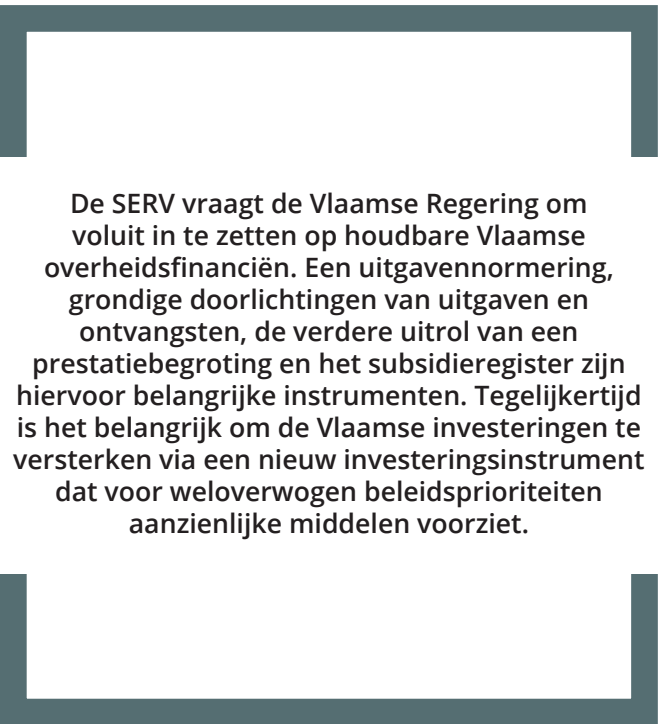 De SERV vraagt de Vlaamse Regering om
voluit in te zetten op houdbare Vlaamse
overheidsfinanciën. Een uitgavennormering,
grondige doorlichtingen van uitgaven en
ontvangsten, de verdere uitrol van een
prestatiebegroting en het subsidieregister zijn
hiervoor belangrijke instrumenten. Tegelijkertijd
is het belangrijk om de Vlaamse investeringen te
versterken via een nieuw investeringsinstrument
dat voor weloverwogen beleidsprioriteiten
aanzienlijke middelen voorziet.